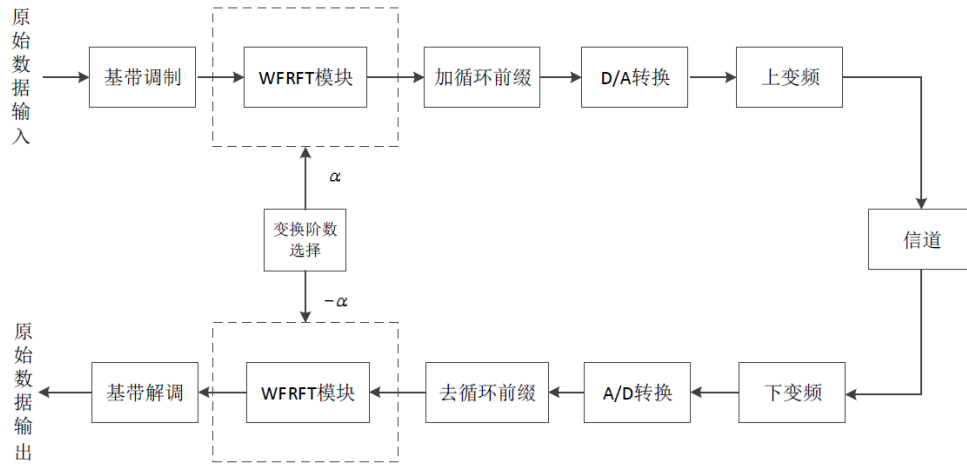 原始数据输入
基带调制
WFRFT模块
加循环前缀
D/A转换
上变频
α
变换阶数
选择
信道
-α
原始数据输出
基带解调
WFRFT模块
去循环前缀
A/D转换
下变频